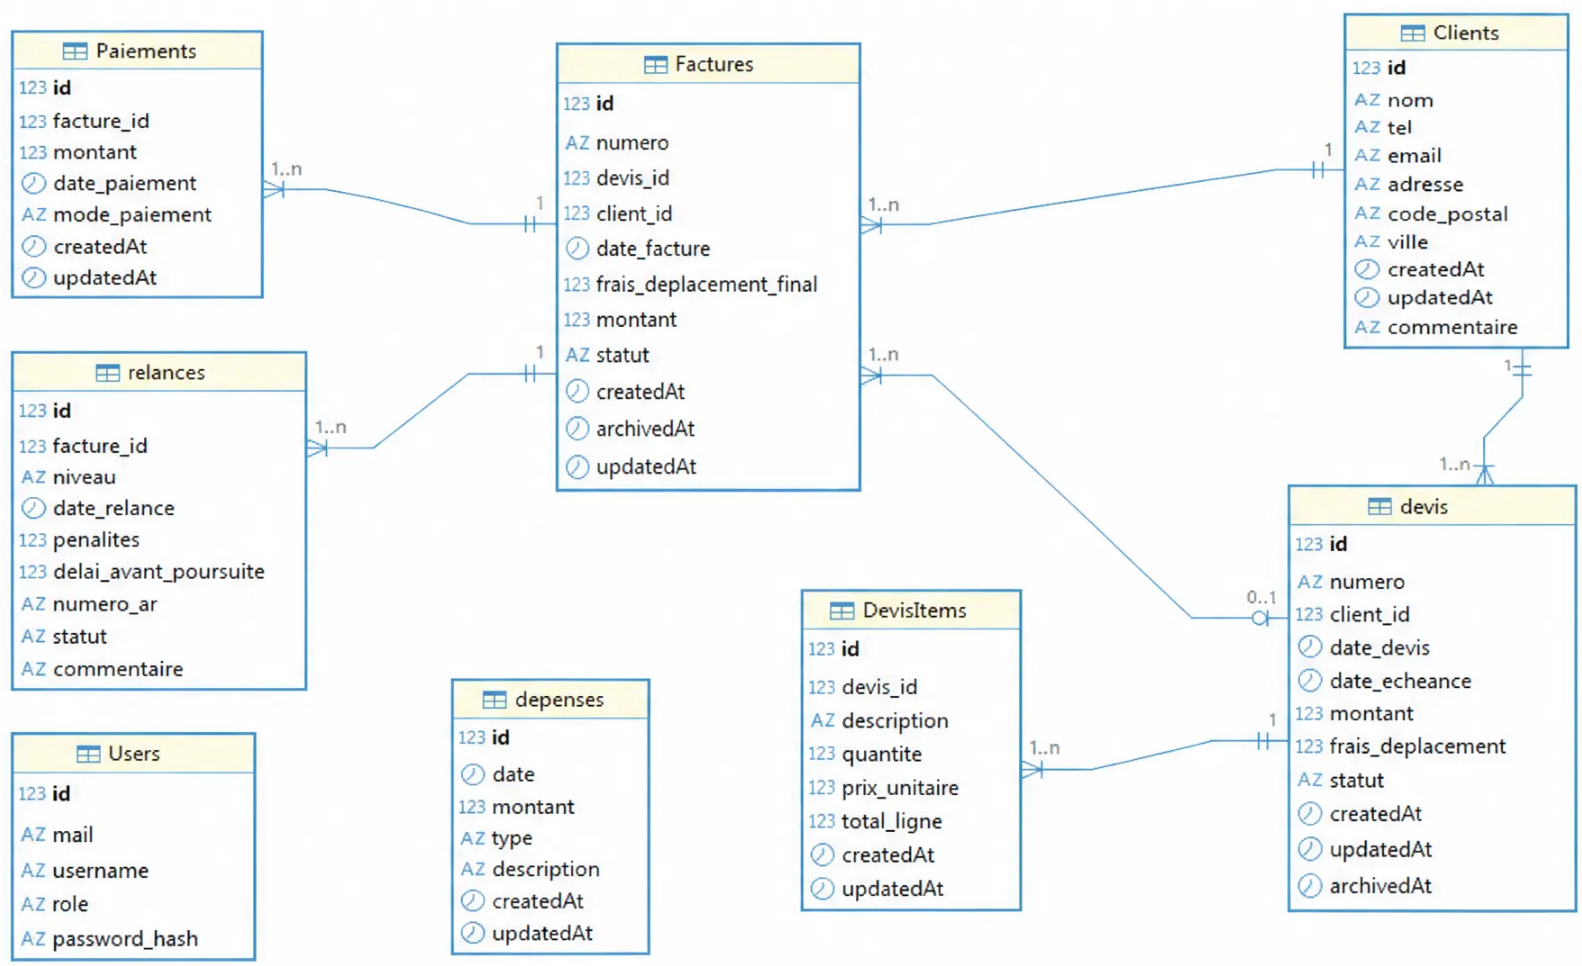 Paiements
123 id
123 facture_id
123 montant
date_paiement
AZ mode_paiement
createdAt
updatedAt
1..n
1
Factures
123 id
AZ numero
123 devis_id
123 client_id
date_facture
123 frais_deplacement_final
123 montant
AZ statut
createdAt
archivedAt
updatedAt
1..n
1
Clients
123 id
AZ nom
AZ tel
AZ email
AZ adresse
AZ code_postal
AZ ville
createdAt
updatedAt
AZ commentaire
relances
123 id
123 facture_id
AZ niveau
date_relance
123 penalites
123 delai_avant_poursuite
AZ numero_ar
AZ statut
AZ commentaire
1..n
1
1..n
0..1
1
1..n
devis
123 id
AZ numero
123 client_id
date_devis
date_echeance
123 montant
123 frais_deplacement
AZ statut
createdAt
updatedAt
archivedAt
DevisItems
123 id
123 devis_id
AZ description
123 quantite
123 prix_unitaire
123 total_ligne
createdAt
updatedAt
1..n
1
depenses
123 id
date
123 montant
AZ type
AZ description
createdAt
updatedAt
Users
123 id
AZ mail
AZ username
AZ role
AZ password_hash